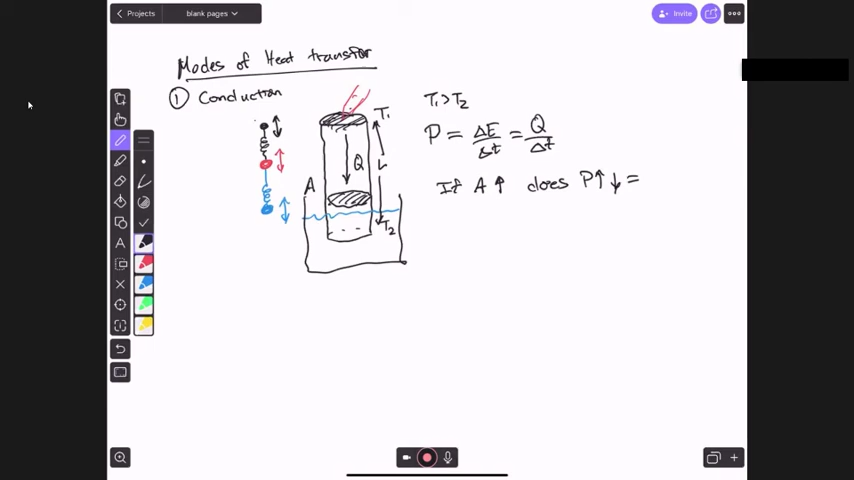 Projects
blank pages
Invite
Modes of Heat transfer
① Conduction
T₁ > T₂
T₁
P = ΔE/Δt = Q/Δt
Q
L
A
If A ↑ does P ↑ ↓ =
T₂